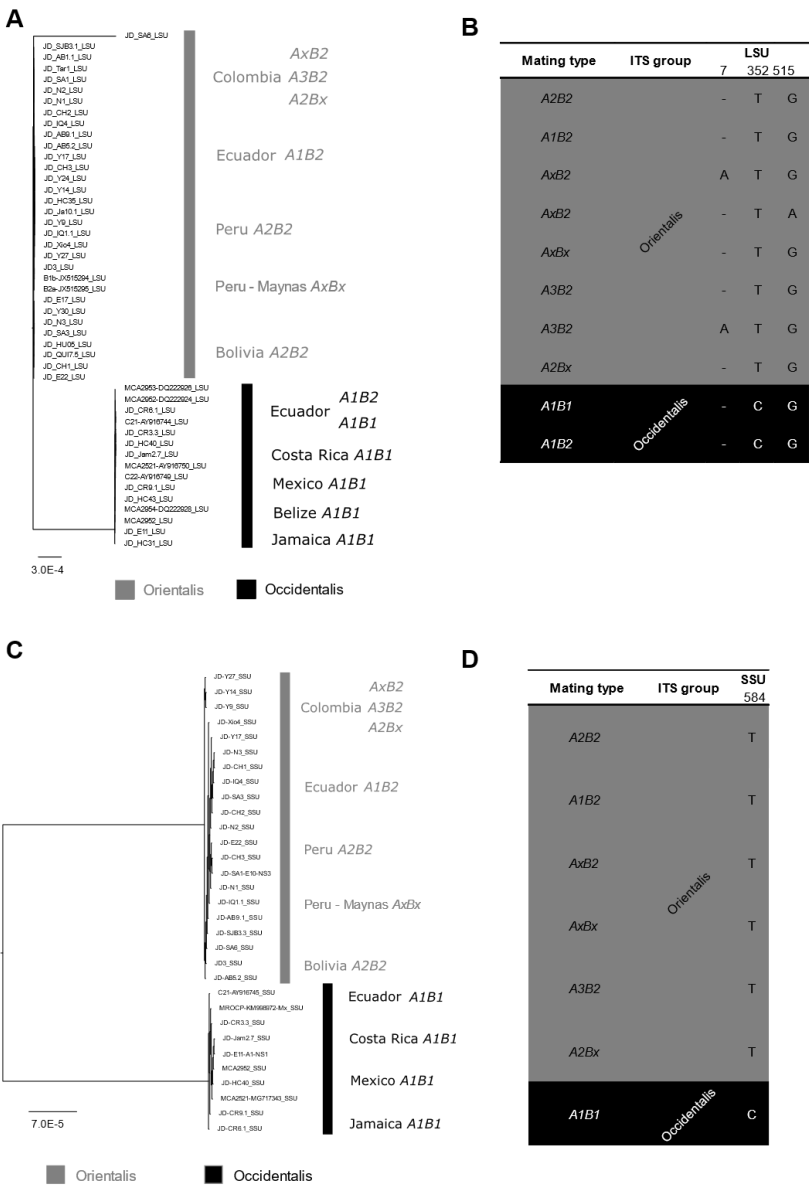 A
JD_SA6_LSU
JD_SJB3.1_LSU
JD_AB1.1_LSU
JD_Tar1_LSU
JD_SA1_LSU
JD_N2_LSU
JD_N1_LSU
JD_CH2_LSU
JD_IQ4_LSU
JD_AB9.1_LSU
JD_AB5.2_LSU
JD_Y17_LSU
JD_CH3_LSU
JD_Y24_LSU
JD_Y14_LSU
JD_HC35_LSU
JD_Ja10.1_LSU
JD_Y9_LSU
JD_IQ1.1_LSU
JD_Xio4_LSU
JD_Y27_LSU
JD3_LSU
B1b-JX515294_LSU
B2a-JX515295_LSU
JD_E17_LSU
JD_Y30_LSU
JD_N3_LSU
JD_SA3_LSU
JD_HU05_LSU
JD_QUI7.5_LSU
JD_CH1_LSU
JD_E22_LSU
MCA2953-DQ222926_LSU
MCA2952-DQ222924_LSU
JD_CR6.1_LSU
C21-AY916744_LSU
JD_CR3.3_LSU
JD_HC40_LSU
JD_Jam2.7_LSU
MCA2521-AY916750_LSU
C22-AY916749_LSU
JD_CR9.1_LSU
JD_HC43_LSU
MCA2954-DQ222928_LSU
MCA2952_LSU
JD_E11_LSU
JD_HC31_LSU
AxB2
Colombia A3B2
A2Bx
Ecuador A1B2
Peru A2B2
Peru - Maynas AxBx
Bolivia A2B2
A1B2
Ecuador
A1B1
Costa Rica A1B1
Mexico A1B1
Belize A1B1
Jamaica A1B1
3.0E-4
Orientalis Occidentalis
B
LSU
Mating type ITS group
7 352 515
A2B2 - T G
A1B2 - T G
AxB2 A T G
AxB2 - T A
Orientalis
AxBx - T G
A3B2 - T G
A3B2 A T G
A2Bx - T G
A1B1 - C G
Occidentalis
A1B2 - C G
C
JD-Y27_SSU
JD-Y14_SSU
JD-Y9_SSU
JD-Xio4_SSU
JD-Y17_SSU
JD-N3_SSU
JD-CH1_SSU
JD-IQ4_SSU
JD-SA3_SSU
JD-CH2_SSU
JD-N2_SSU
JD-E22_SSU
JD-CH3_SSU
JD-SA1-E10-NS3
JD-N1_SSU
JD-IQ1.1_SSU
JD-AB9.1_SSU
JD-SJB3.3_SSU
JD-SA6_SSU
JD3_SSU
JD-AB5.2_SSU
C21-AY916745_SSU
MROCP-KM998972-Mx_SSU
JD-CR3.3_SSU
JD-Jam2.7_SSU
JD-E11-A1-NS1
MCA2952_SSU
JD-HC40_SSU
MCA2521-MG717343_SSU
JD-CR9.1_SSU
JD-CR6.1_SSU
AxB2
Colombia A3B2
A2Bx
Ecuador A1B2
Peru A2B2
Peru - Maynas AxBx
Bolivia A2B2
Ecuador A1B1
Costa Rica A1B1
Mexico A1B1
Jamaica A1B1
7.0E-5
Orientalis Occidentalis
D
SSU
Mating type ITS group
584
A2B2 T
A1B2 T
AxB2 T
Orientalis
AxBx T
A3B2 T
A2Bx T
A1B1 C
Occidentalis